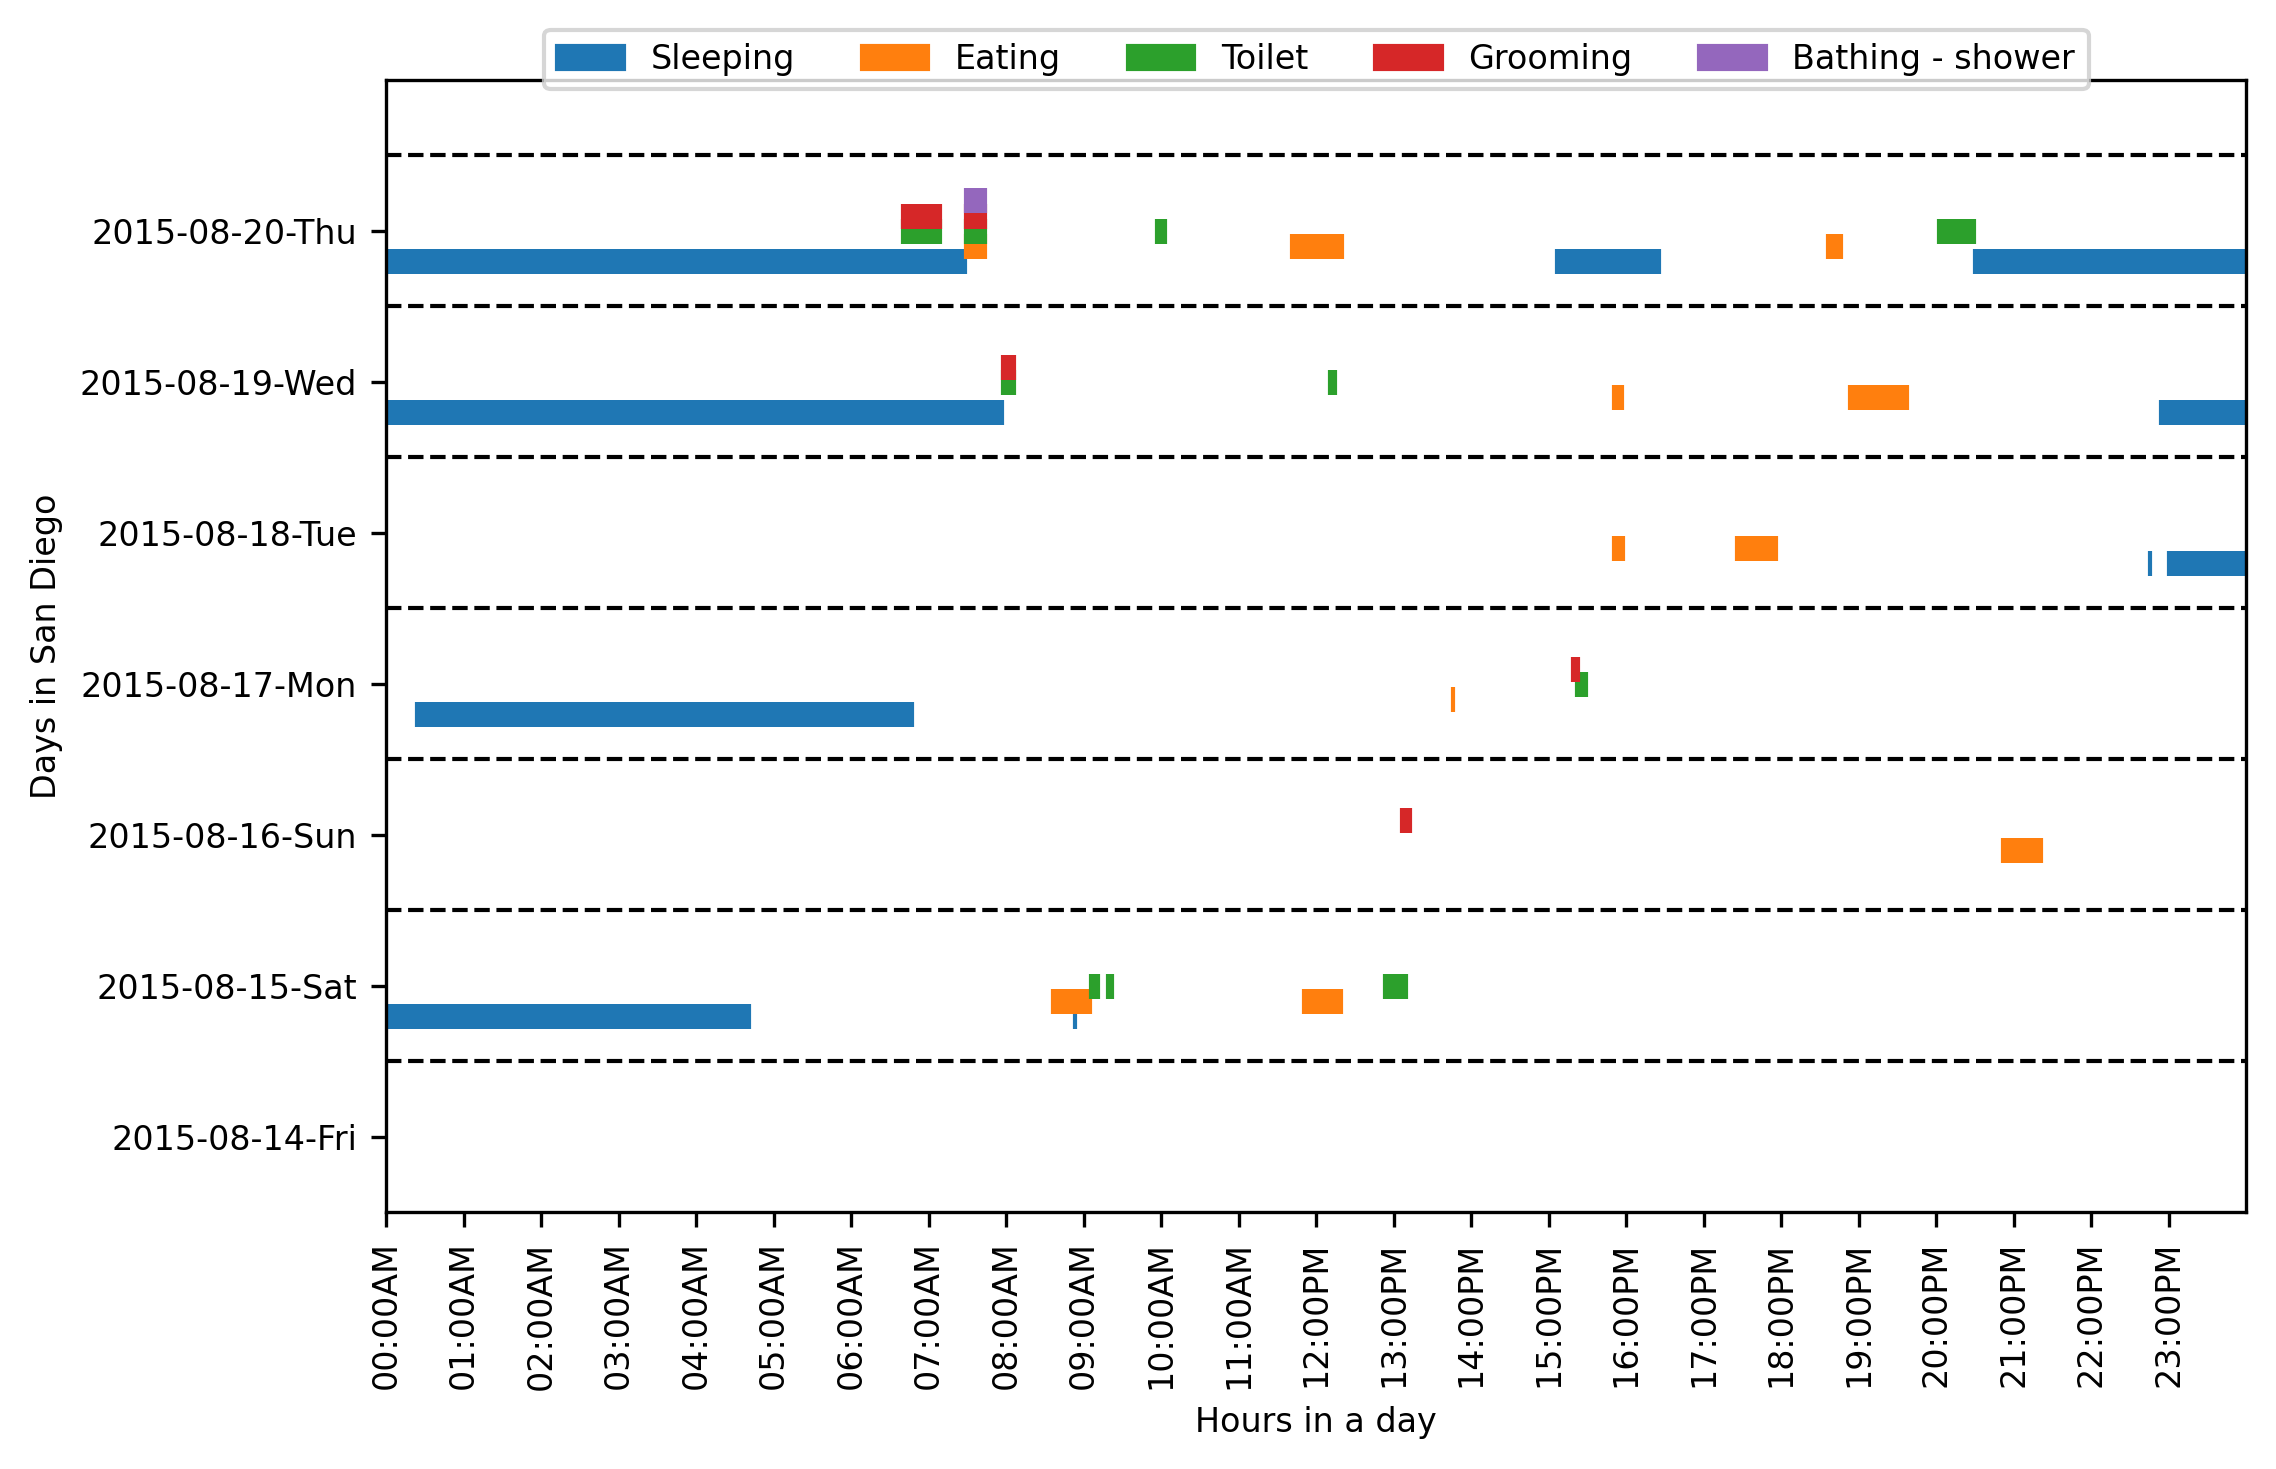 Sleeping Eating Toilet Grooming Bathing - shower
2015-08-20-Thu
2015-08-19-Wed
2015-08-18-Tue
2015-08-17-Mon
2015-08-16-Sun
2015-08-15-Sat
2015-08-14-Fri
Days in San Diego
00:00AM
01:00AM
02:00AM
03:00AM
04:00AM
05:00AM
06:00AM
07:00AM
08:00AM
09:00AM
10:00AM
11:00AM
12:00PM
13:00PM
14:00PM
15:00PM
16:00PM
17:00PM
18:00PM
19:00PM
20:00PM
21:00PM
22:00PM
23:00PM
Hours in a day